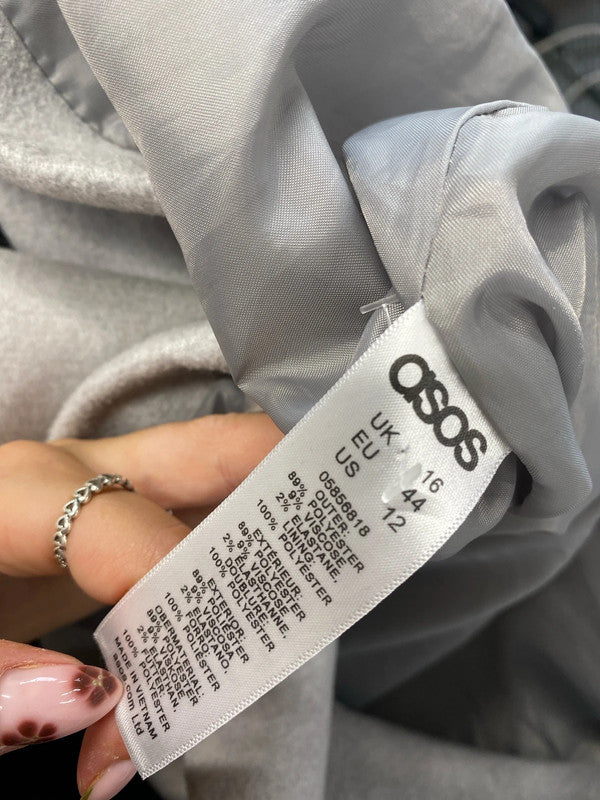 asos
UK 16
EU 44
US 12
05856818
OUTER:
89% POLYESTER
9% VISCOSE
2% ELASTANE.
LINING:
100% POLYESTER
EXTÉRIEUR:
89% POLYESTER
9% VISCOSE
2% ÉLASTHANNE.
DOUBLURE:
100% POLYESTER
EXTERIOR:
89% POLIÉSTER
9% VISCOSA
2% ELASTANO.
FORRO:
100% POLIÉSTER
OBERMATERIAL:
89% POLYESTER
9% VISKOSE
2% ELASTHAN.
FUTTER:
100% POLYESTER
MADE IN VIETNAM
asos.com Ltd